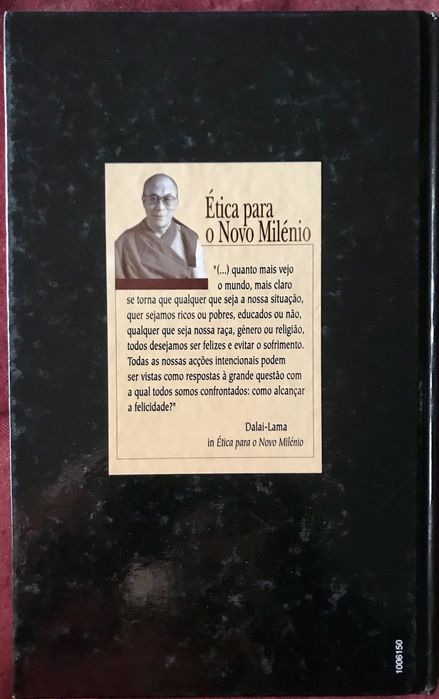 Ética para
o Novo Milénio
"(...) quanto mais vejo
o mundo, mais claro
se torna que qualquer que seja a nossa situação,
quer sejamos ricos ou pobres, educados ou não,
qualquer que seja nossa raça, género ou religião,
todos desejamos ser felizes e evitar o sofrimento.
Todas as nossas acções intencionais podem
ser vistas como respostas à grande questão com
a qual todos somos confrontados: como alcançar
a felicidade?"
Dalai-Lama
in Ética para o Novo Milénio
1006150